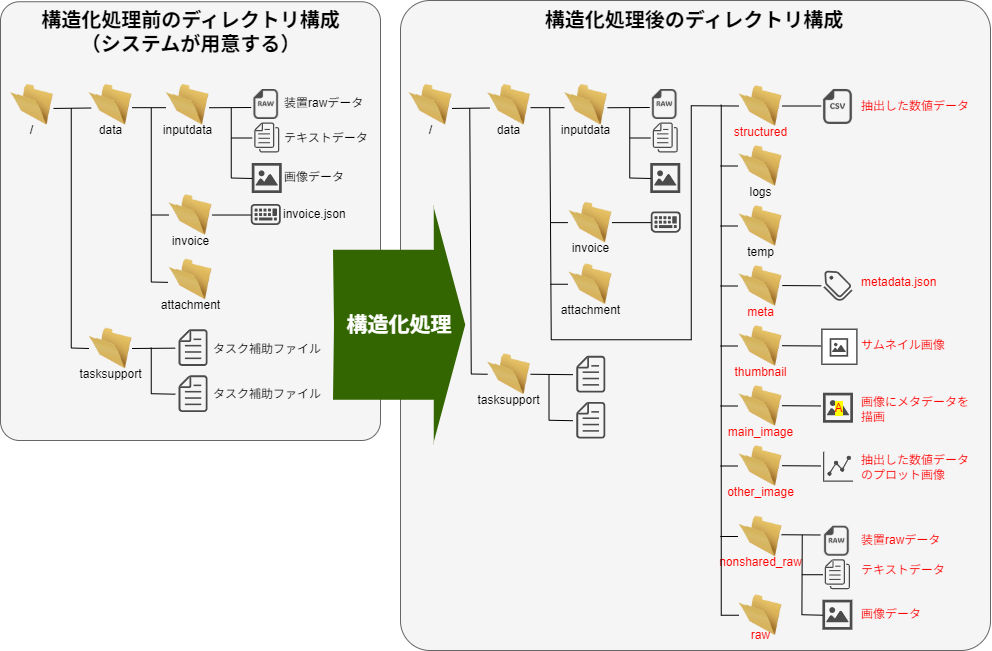 構造化処理前のディレクトリ構成
（システムが用意する）
/
data
inputdata
RAW
装置rawデータ
テキストデータ
画像データ
invoice
invoice.json
attachment
tasksupport
タスク補助ファイル
タスク補助ファイル
構造化処理
構造化処理後のディレクトリ構成
/
data
inputdata
RAW
invoice
attachment
tasksupport
structured
CSV
抽出した数値データ
logs
temp
meta
metadata.json
thumbnail
サムネイル画像
main_image
A
画像にメタデータを
描画
other_image
抽出した数値データ
のプロット画像
nonshared_raw
RAW
装置rawデータ
テキストデータ
画像データ
raw